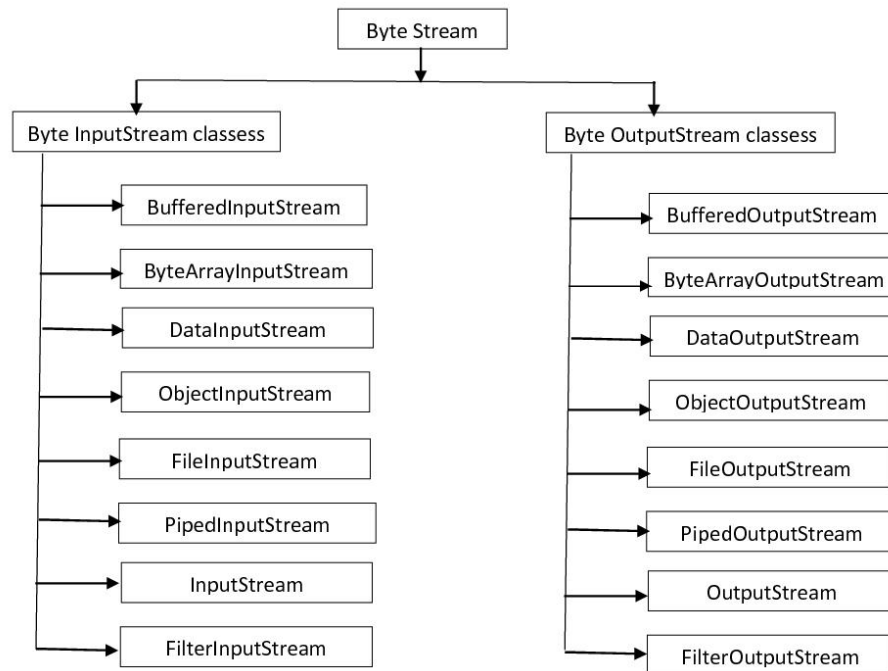 Byte Stream
Byte InputStream classess
Byte OutputStream classess
BufferedInputStream
ByteArrayInputStream
DataInputStream
ObjectInputStream
FileInputStream
PipedInputStream
InputStream
FilterInputStream
BufferedOutputStream
ByteArrayOutputStream
DataOutputStream
ObjectOutputStream
FileOutputStream
PipedOutputStream
OutputStream
FilterOutputStream